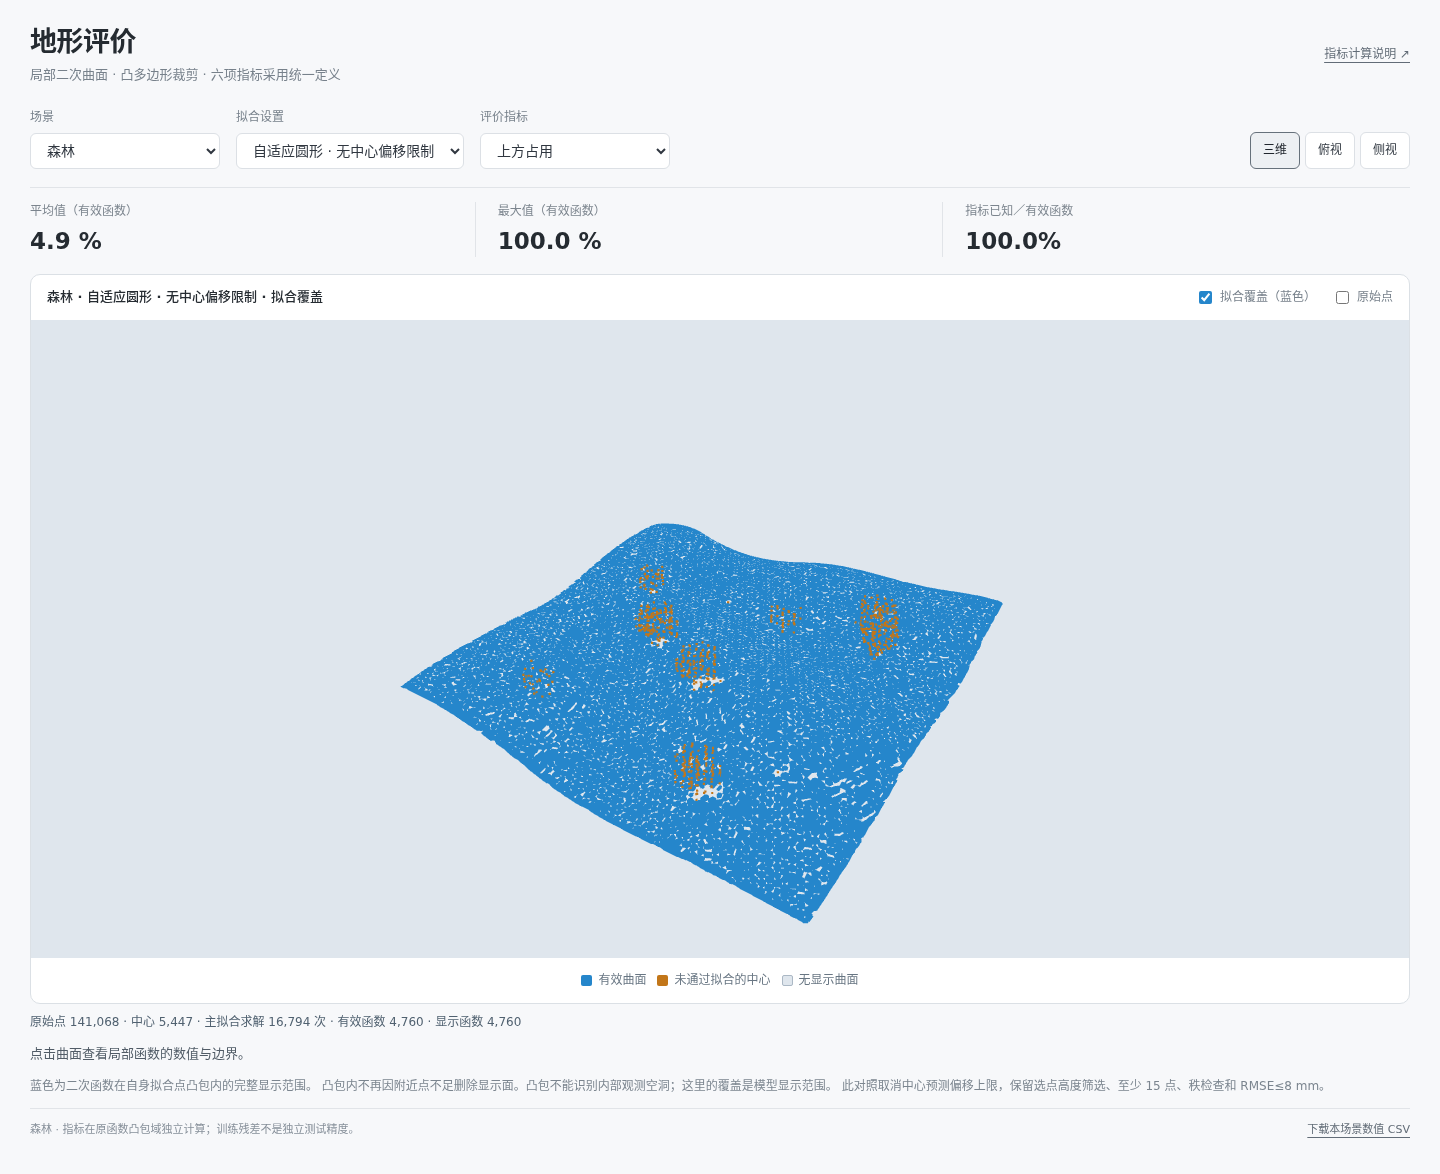 地形评价
指标计算说明 ↗
局部二次曲面 · 凸多边形裁剪 · 六项指标采用统一定义
场景
拟合设置
评价指标
森林
自适应圆形 · 无中心偏移限制
上方占用
三维
俯视
侧视
平均值（有效函数）
最大值（有效函数）
指标已知／有效函数
4.9 %
100.0 %
100.0%
森林 · 自适应圆形 · 无中心偏移限制 · 拟合覆盖
拟合覆盖（蓝色）
原始点
有效曲面
未通过拟合的中心
无显示曲面
原始点 141,068 · 中心 5,447 · 主拟合求解 16,794 次 · 有效函数 4,760 · 显示函数 4,760
点击曲面查看局部函数的数值与边界。
蓝色为二次函数在自身拟合点凸包内的完整显示范围。 凸包内不再因附近点不足删除显示面。凸包不能识别内部观测空洞；这里的覆盖是模型显示范围。 此对照取消中心预测偏移上限，保留选点高度筛选、至少 15 点、秩检查和 RMSE≤8 mm。
森林 · 指标在原函数凸包域独立计算；训练残差不是独立测试精度。
下载本场景数值 CSV